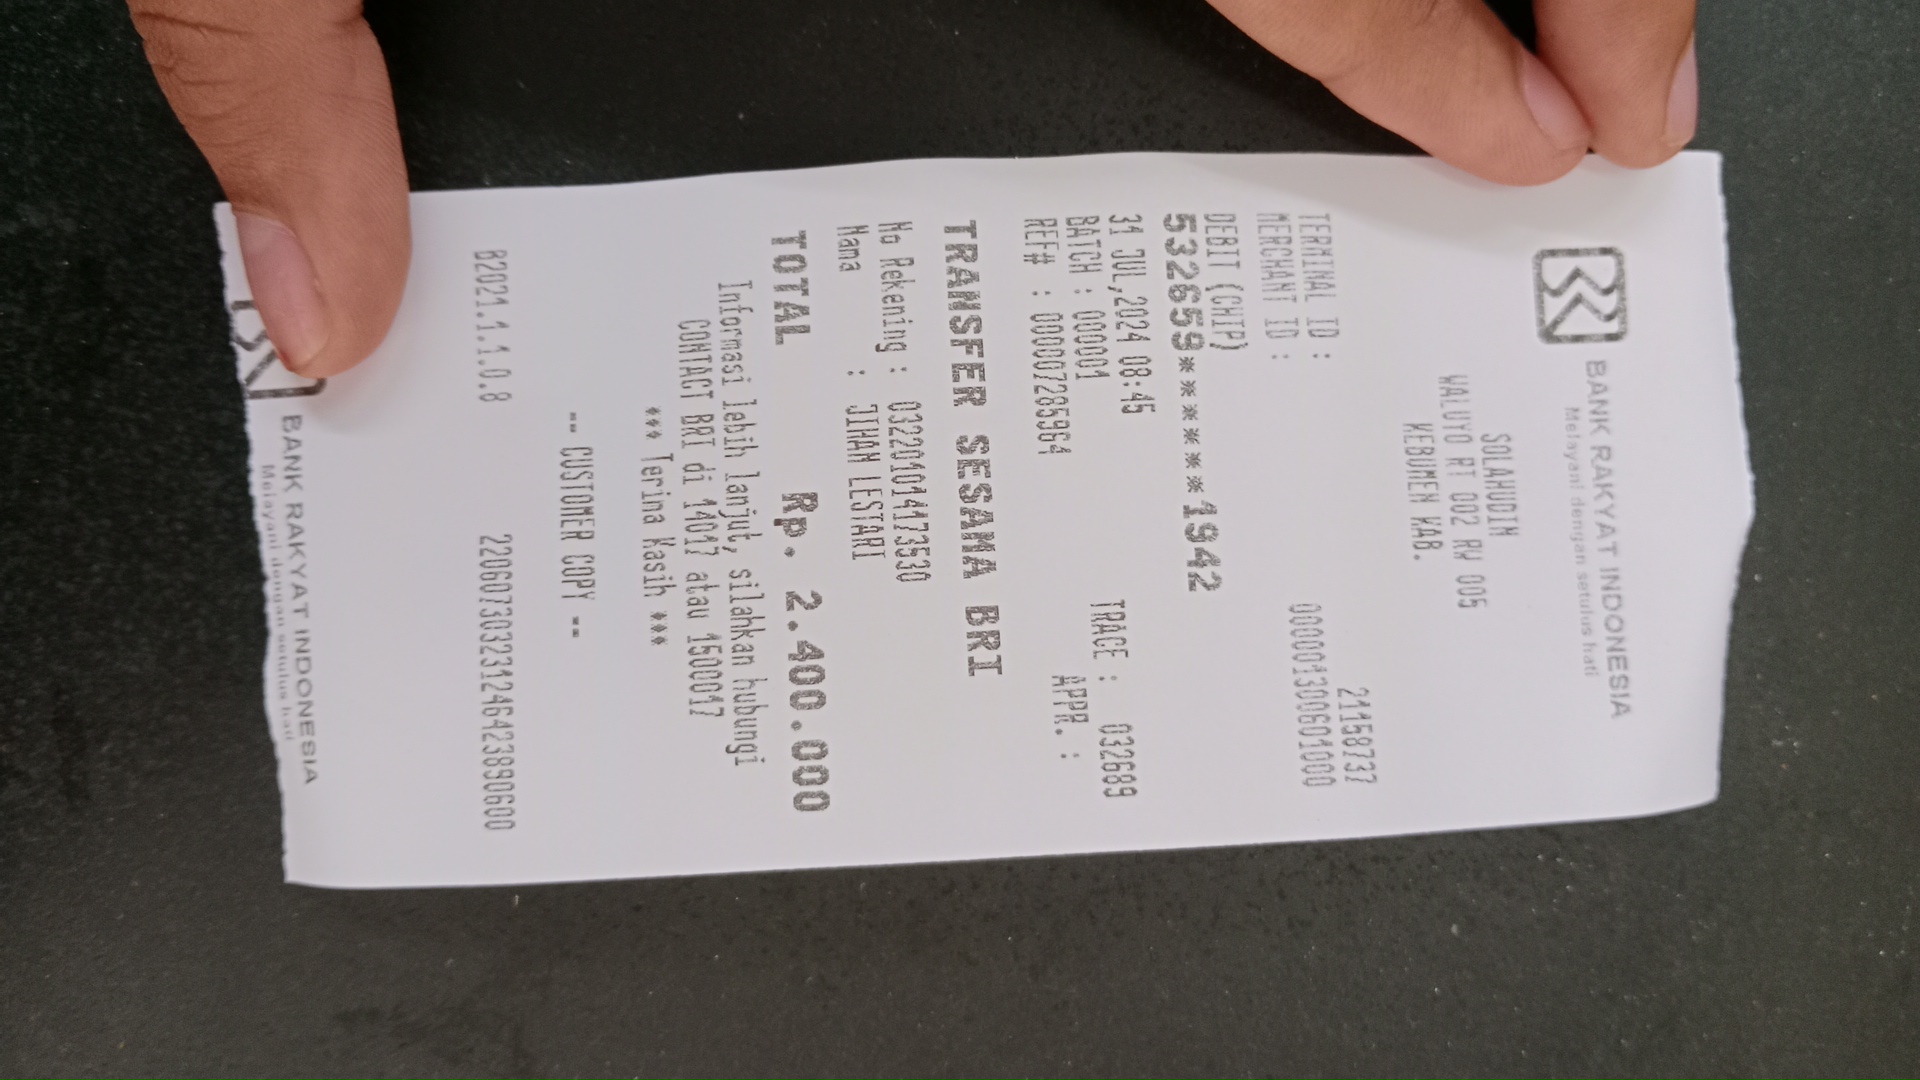 BANK RAKYAT INDONESIA
Melayani dengan setulus hati
SOLAHUDIN
WALUYO RT 002 RW 005
KEBUMEN KAB.
TERMINAL ID : 21158737
MERCHANT ID : 000001300601000
DEBIT (CHIP)
532659******1942
31 JUL,2024 08:45
BATCH : 000001 TRACE : 032689
REF# : 000007285964 APPR. :
TRANSFER SESAMA BRI
No Rekening : 032201014173530
Nama : JIHAN LESTARI
TOTAL Rp. 2.400.000
Informasi lebih lanjut, silahkan hubungi
CONTACT BRI di 14017 atau 1500017
*** Terima Kasih ***
-- CUSTOMER COPY --
B2021.1.1.0.8 22060730323124642389060​0
BANK RAKYAT INDONESIA
Melayani dengan setulus hati